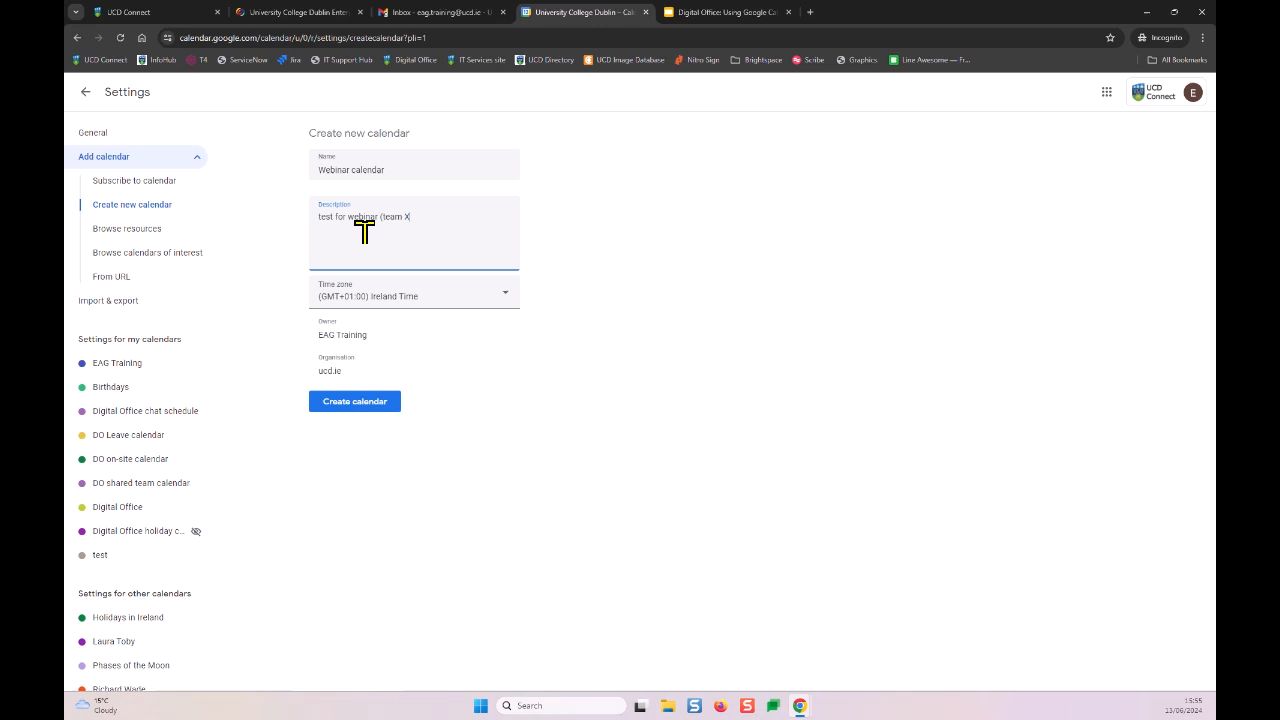 UCD Connect
University College Dublin Enter
Inbox - eag.training@ucd.ie - U
University College Dublin – Cal
Digital Office: Using Google Ca
calendar.google.com/calendar/u/0/r/settings/createcalendar?pli=1
Incognito
UCD Connect
InfoHub
T4
ServiceNow
Jira
IT Support Hub
Digital Office
IT Services site
UCD Directory
UCD Image Database
Nitro Sign
Brightspace
Scribe
Graphics
Line Awesome — Fr...
All Bookmarks
Settings
UCD
Connect
E
General
Add calendar
Subscribe to calendar
Create new calendar
Browse resources
Browse calendars of interest
From URL
Import & export
Settings for my calendars
EAG Training
Birthdays
Digital Office chat schedule
DO Leave calendar
DO on-site calendar
DO shared team calendar
Digital Office
Digital Office holiday c...
test
Settings for other calendars
Holidays in Ireland
Laura Toby
Phases of the Moon
Richard Wade
Create new calendar
Name
Webinar calendar
Description
test for webinar (team X
Time zone
(GMT+01:00) Ireland Time
Owner
EAG Training
Organisation
ucd.ie
Create calendar
15°C
Cloudy
Search
15:55
13/06/2024